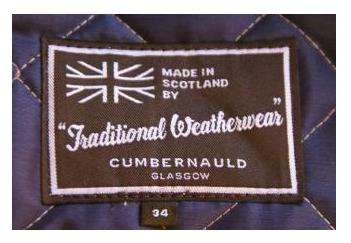 MADE IN
SCOTLAND
BY
“Traditional Weatherwear”
CUMBERNAULD
GLASGOW
34